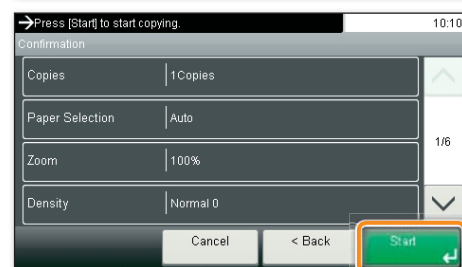 →Press [Start] to start copying. 10:10
Confirmation
Copies 1Copies
Paper Selection Auto
1/6
Zoom 100%
Density Normal 0
Cancel < Back Start